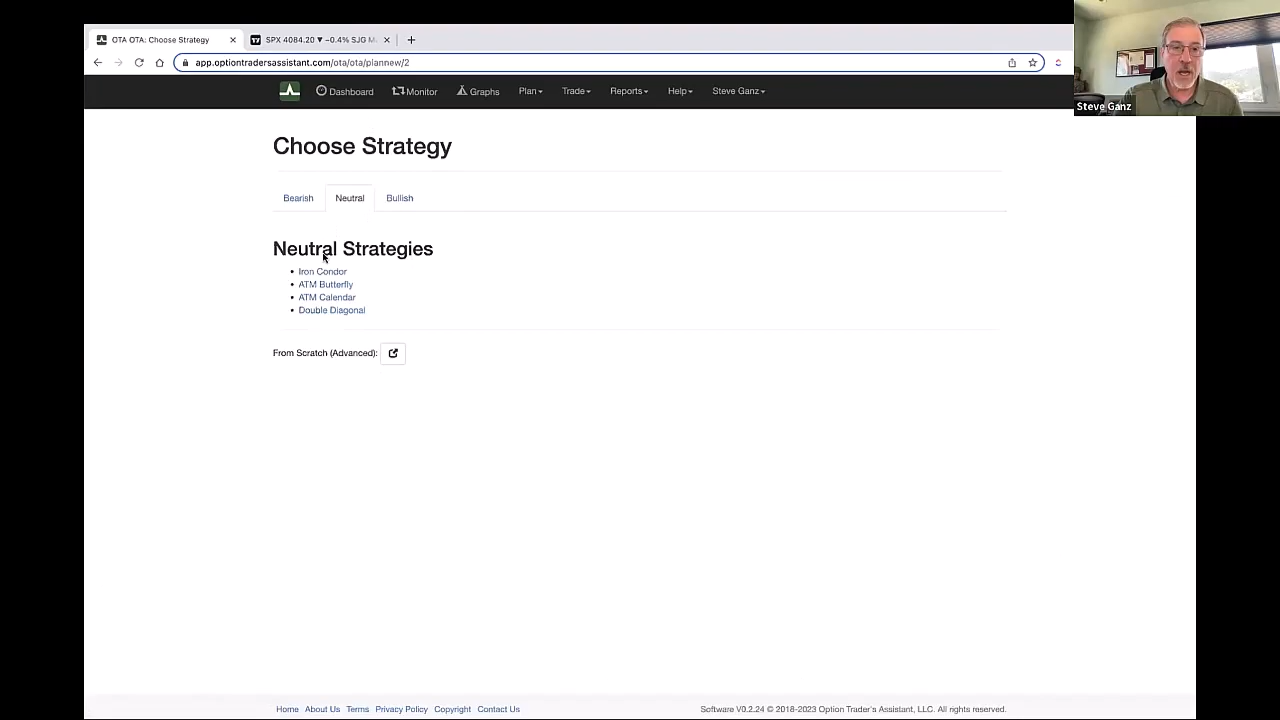 OTA OTA: Choose Strategy
SPX 4084.20 ▼ −0.4% SJG M
app.optiontradersassistant.com/ota/ota/plannew/2
Steve Ganz
Dashboard Monitor Graphs Plan Trade Reports Help Steve Ganz
Choose Strategy
Bearish Neutral Bullish
Neutral Strategies
• Iron Condor
• ATM Butterfly
• ATM Calendar
• Double Diagonal
From Scratch (Advanced):
Home About Us Terms Privacy Policy Copyright Contact Us Software V0.2.24 © 2018-2023 Option Trader's Assistant, LLC. All rights reserved.